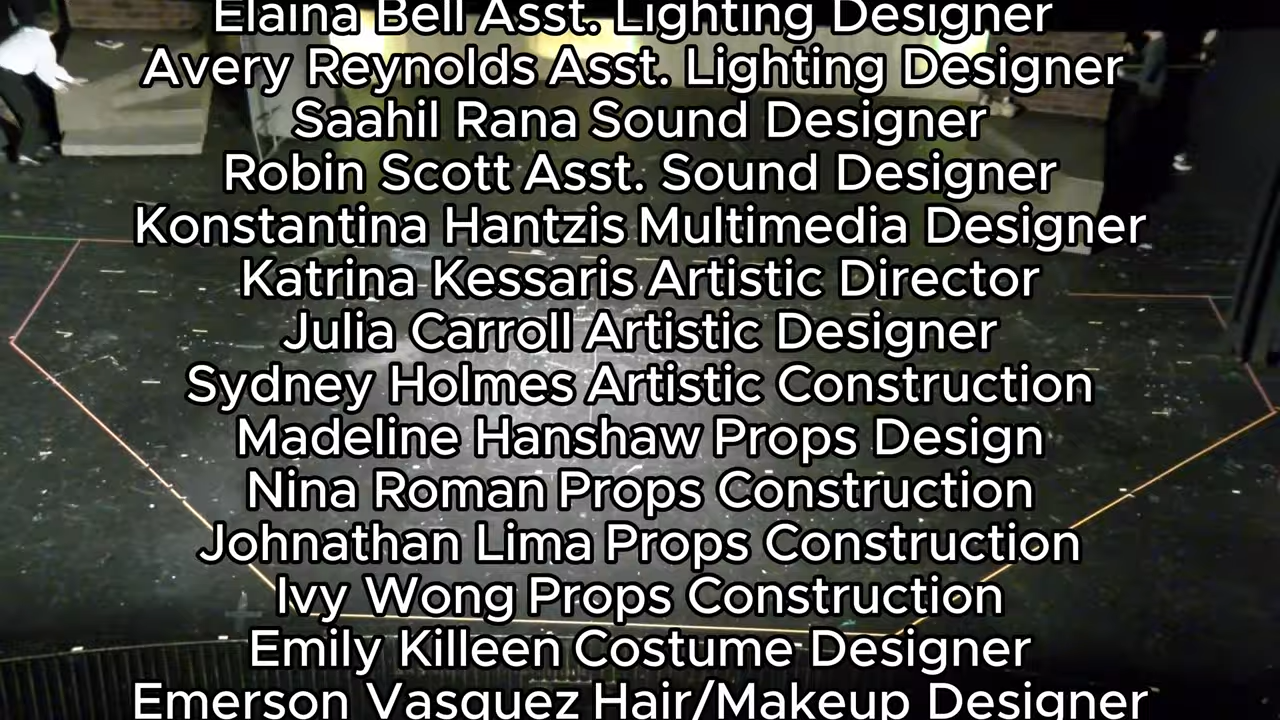 Elaina Bell Asst. Lighting Designer
Avery Reynolds Asst. Lighting Designer
Saahil Rana Sound Designer
Robin Scott Asst. Sound Designer
Konstantina Hantzis Multimedia Designer
Katrina Kessaris Artistic Director
Julia Carroll Artistic Designer
Sydney Holmes Artistic Construction
Madeline Hanshaw Props Design
Nina Roman Props Construction
Johnathan Lima Props Construction
Ivy Wong Props Construction
Emily Killeen Costume Designer
Emerson Vasquez Hair/Makeup Designer